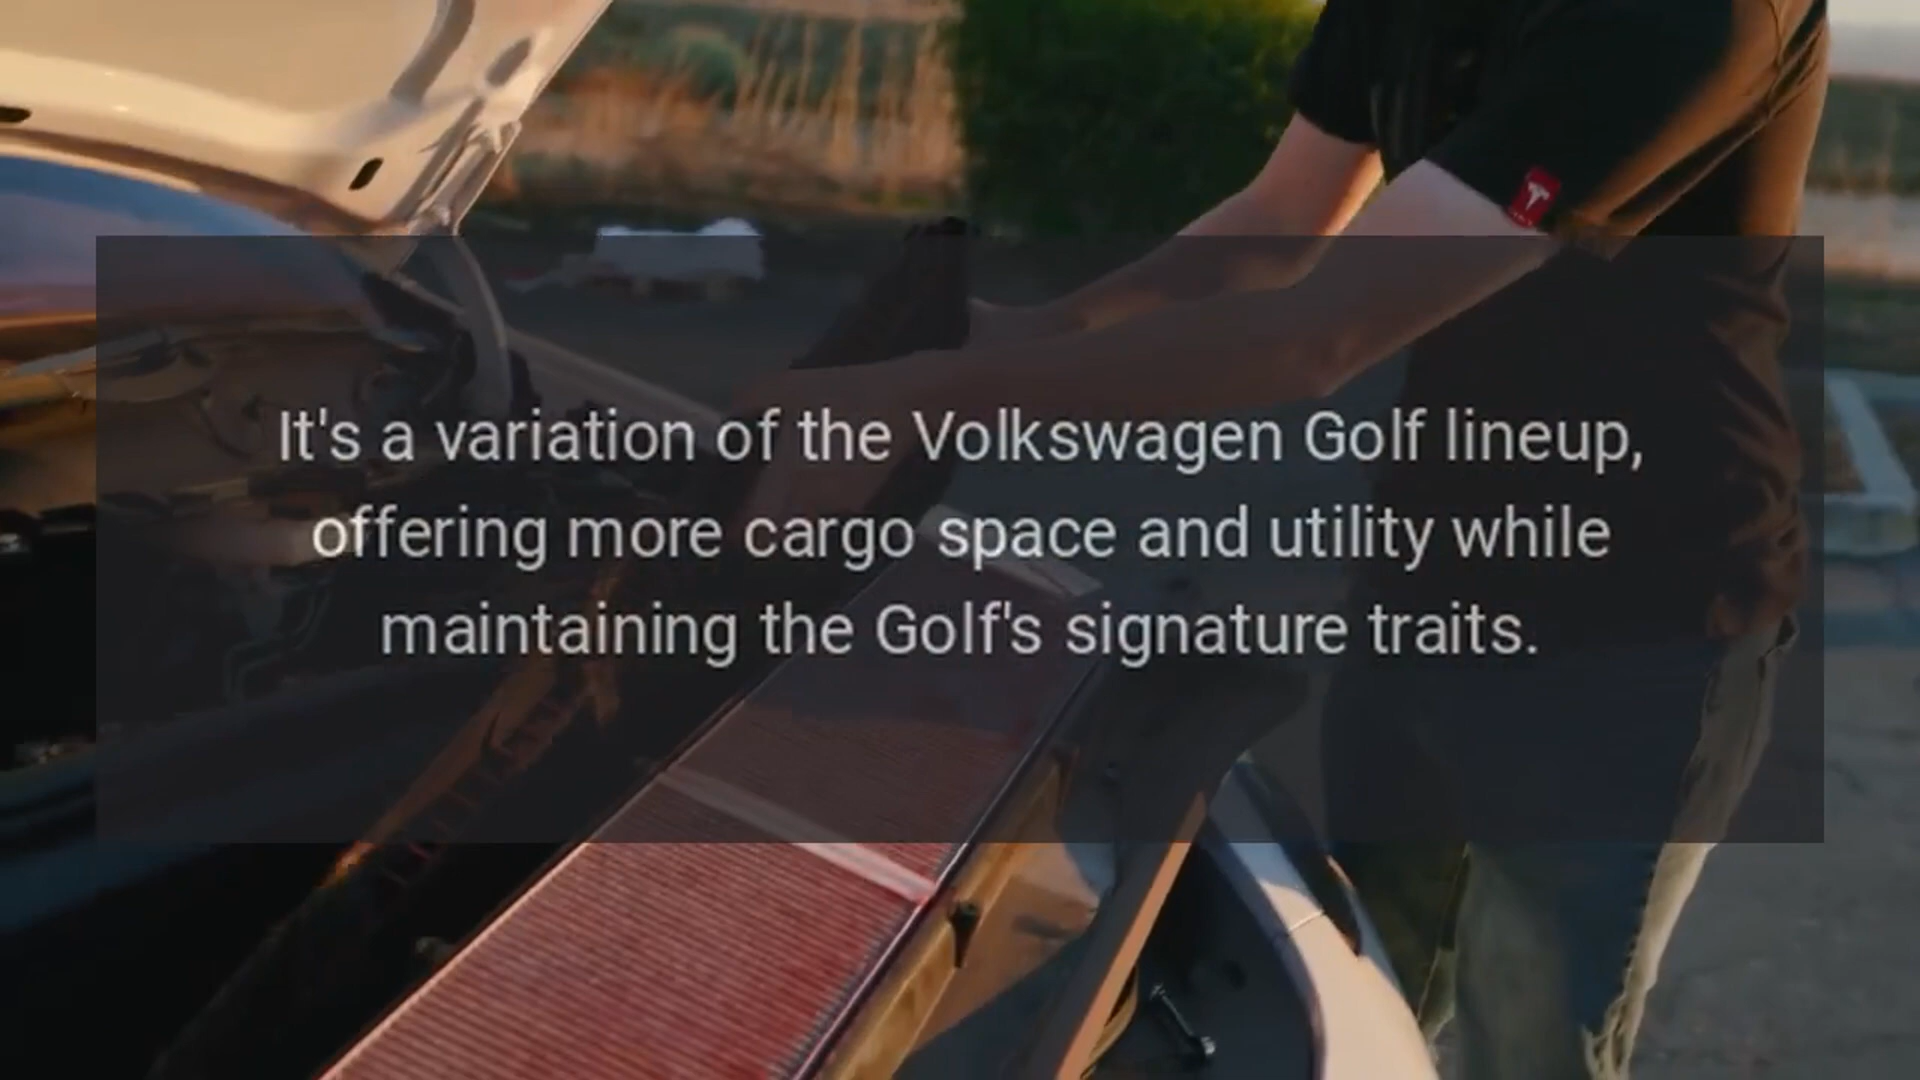 It's a variation of the Volkswagen Golf lineup,
offering more cargo space and utility while
maintaining the Golf's signature traits.